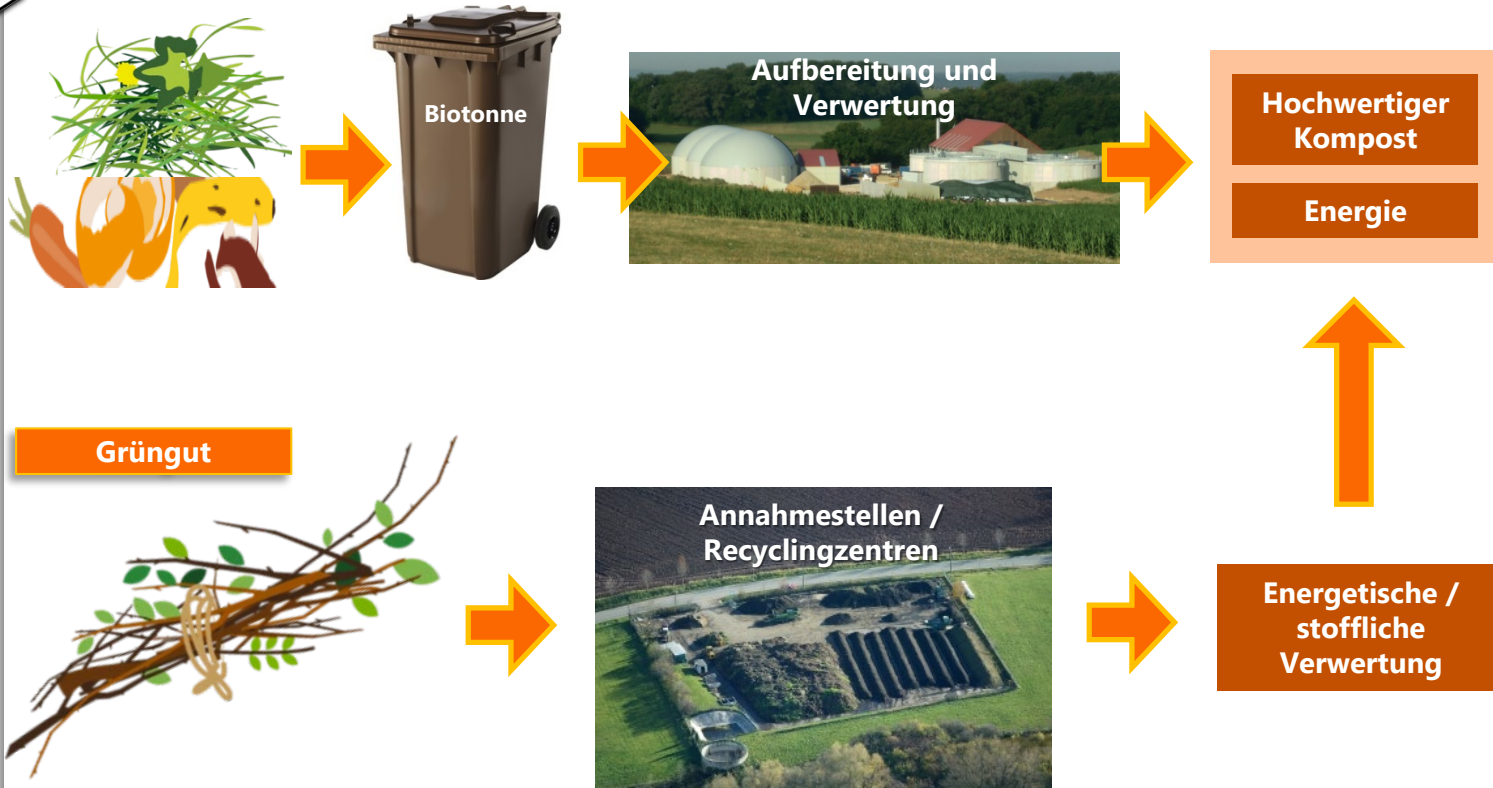 Biotonne
Aufbereitung und
Verwertung
Hochwertiger
Kompost
Energie
Grüngut
Annahmestellen /
Recyclingzentren
Energetische /
stoffliche
Verwertung